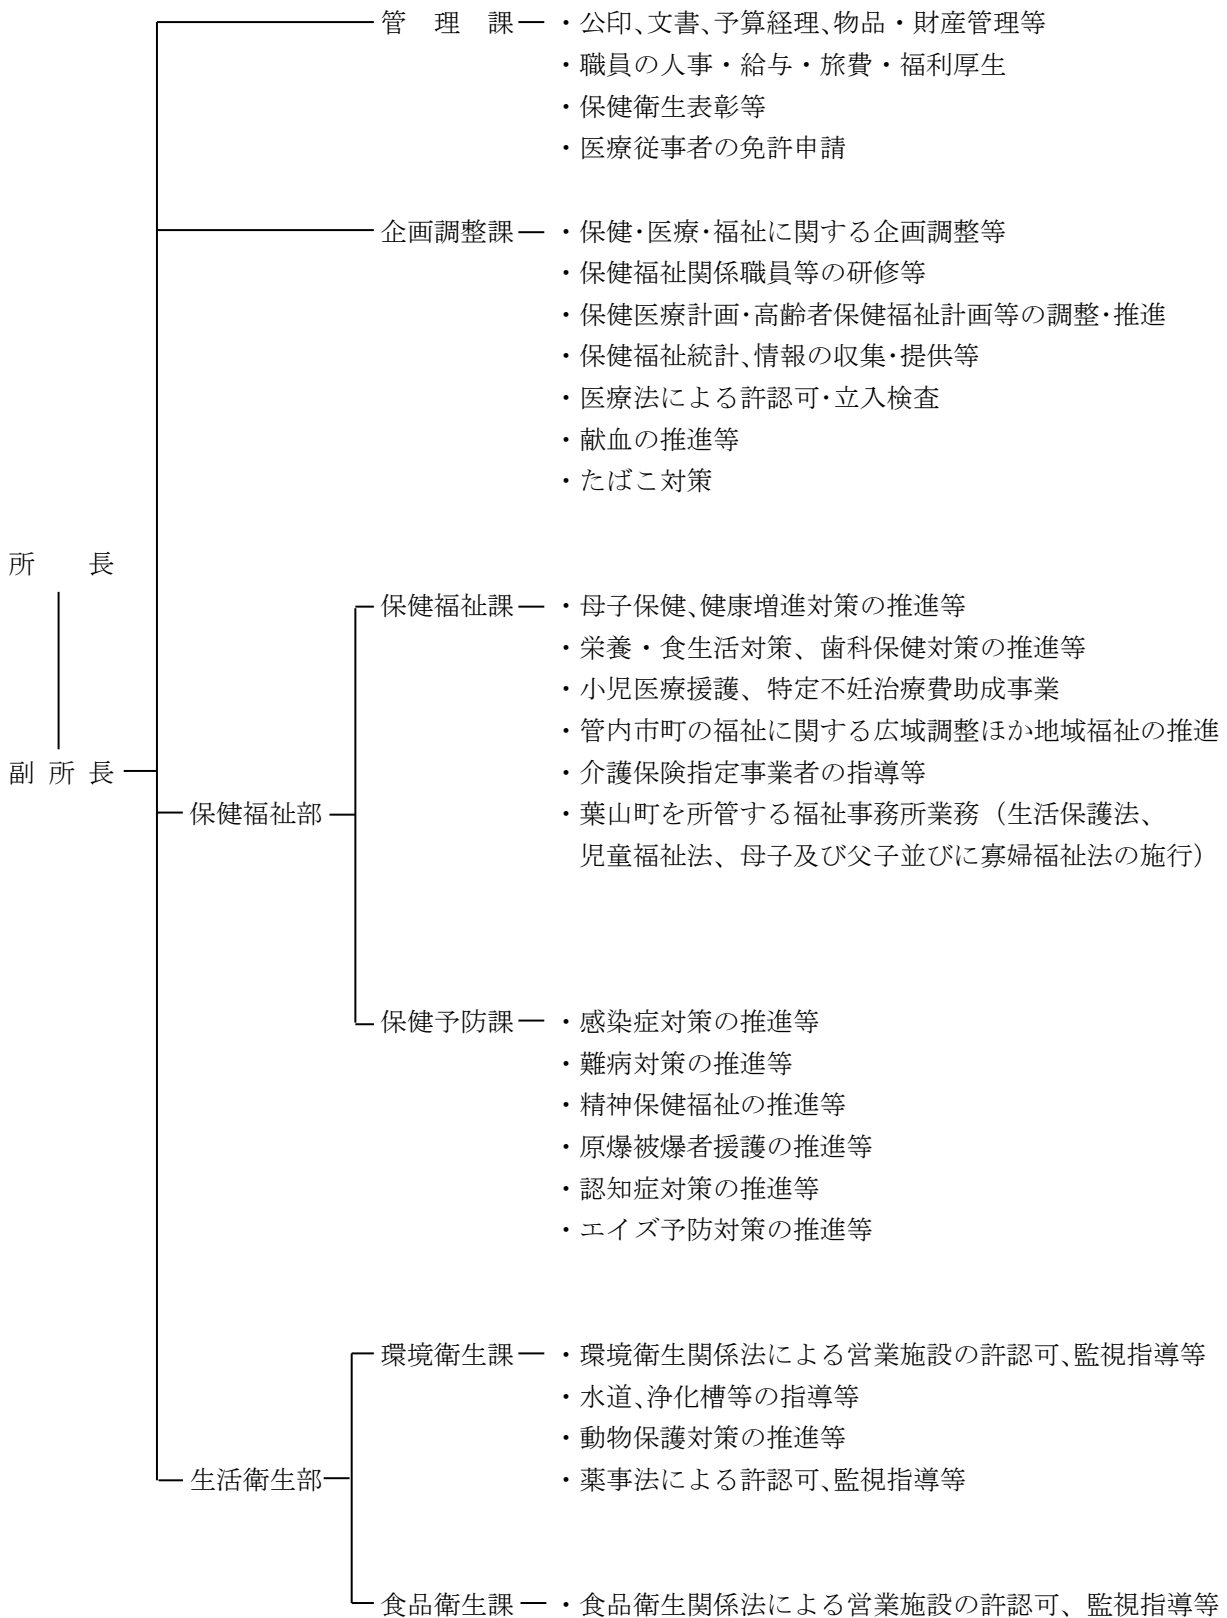 管　理　課 ・公印、文書、予算経理、物品・財産管理等
・職員の人事・給与・旅費・福利厚生
・保健衛生表彰等
・医療従事者の免許申請
企画調整課 ・保健・医療・福祉に関する企画調整等
・保健福祉関係職員等の研修等
・保健医療計画・高齢者保健福祉計画等の調整・推進
・保健福祉統計、情報の収集・提供等
・医療法による許認可・立入検査
・献血の推進等
・たばこ対策
所　　長
保健福祉課 ・母子保健、健康増進対策の推進等
・栄養・食生活対策、歯科保健対策の推進等
・小児医療援護、特定不妊治療費助成事業
・管内市町の福祉に関する広域調整ほか地域福祉の推進
副 所 長 ・介護保険指定事業者の指導等
保健福祉部 ・葉山町を所管する福祉事務所業務（生活保護法、
児童福祉法、母子及び父子並びに寡婦福祉法の施行）
保健予防課 ・感染症対策の推進等
・難病対策の推進等
・精神保健福祉の推進等
・原爆被爆者援護の推進等
・認知症対策の推進等
・エイズ予防対策の推進等
環境衛生課 ・環境衛生関係法による営業施設の許認可、監視指導等
・水道、浄化槽等の指導等
・動物保護対策の推進等
生活衛生部 ・薬事法による許認可、監視指導等
食品衛生課 ・食品衛生関係法による営業施設の許認可、監視指導等